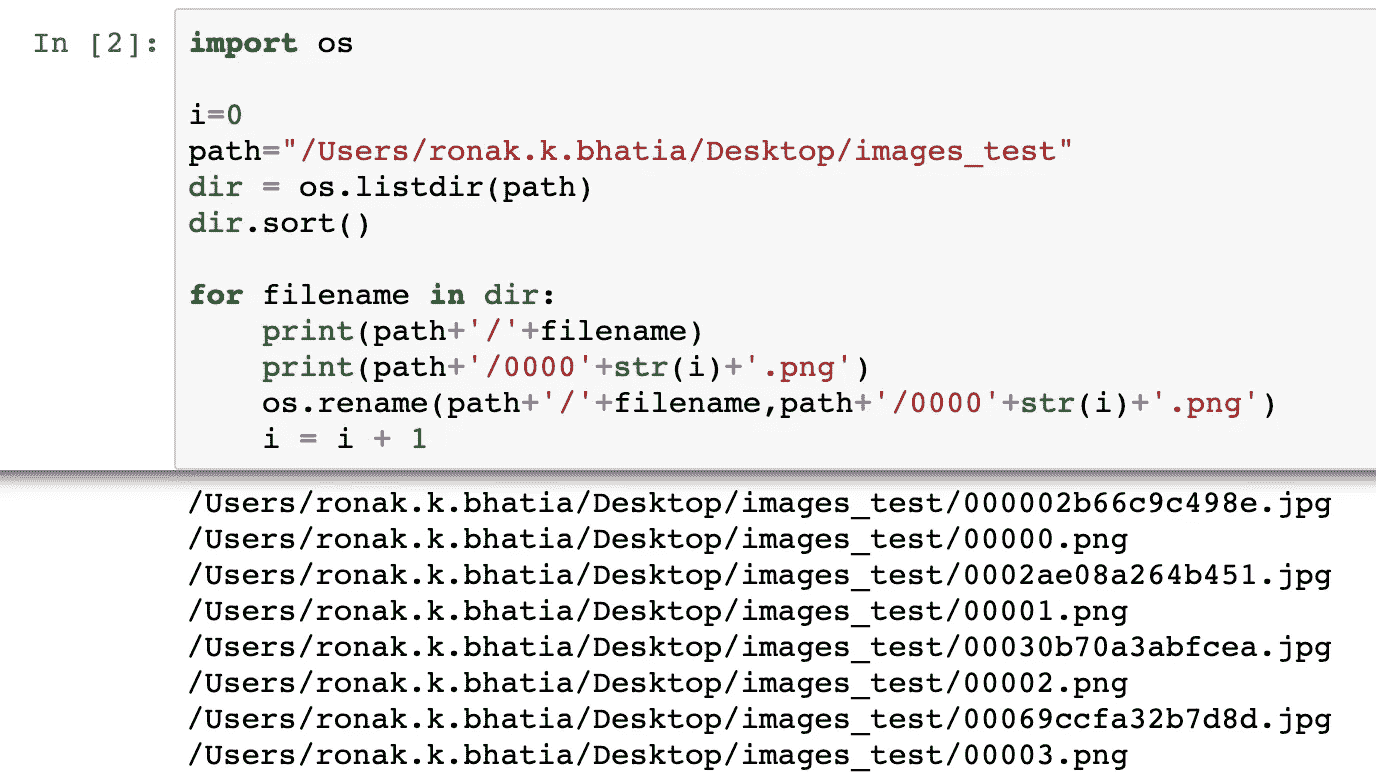 In [2]: import os
i=0
path="/Users/ronak.k.bhatia/Desktop/images_test"
dir = os.listdir(path)
dir.sort()
for filename in dir:
    print(path+'/'+filename)
    print(path+'/0000'+str(i)+'.png')
    os.rename(path+'/'+filename,path+'/0000'+str(i)+'.png')
    i = i + 1
/Users/ronak.k.bhatia/Desktop/images_test/000002b66c9c498e.jpg
/Users/ronak.k.bhatia/Desktop/images_test/00000.png
/Users/ronak.k.bhatia/Desktop/images_test/0002ae08a264b451.jpg
/Users/ronak.k.bhatia/Desktop/images_test/00001.png
/Users/ronak.k.bhatia/Desktop/images_test/00030b70a3abfcea.jpg
/Users/ronak.k.bhatia/Desktop/images_test/00002.png
/Users/ronak.k.bhatia/Desktop/images_test/00069ccfa32b7d8d.jpg
/Users/ronak.k.bhatia/Desktop/images_test/00003.png